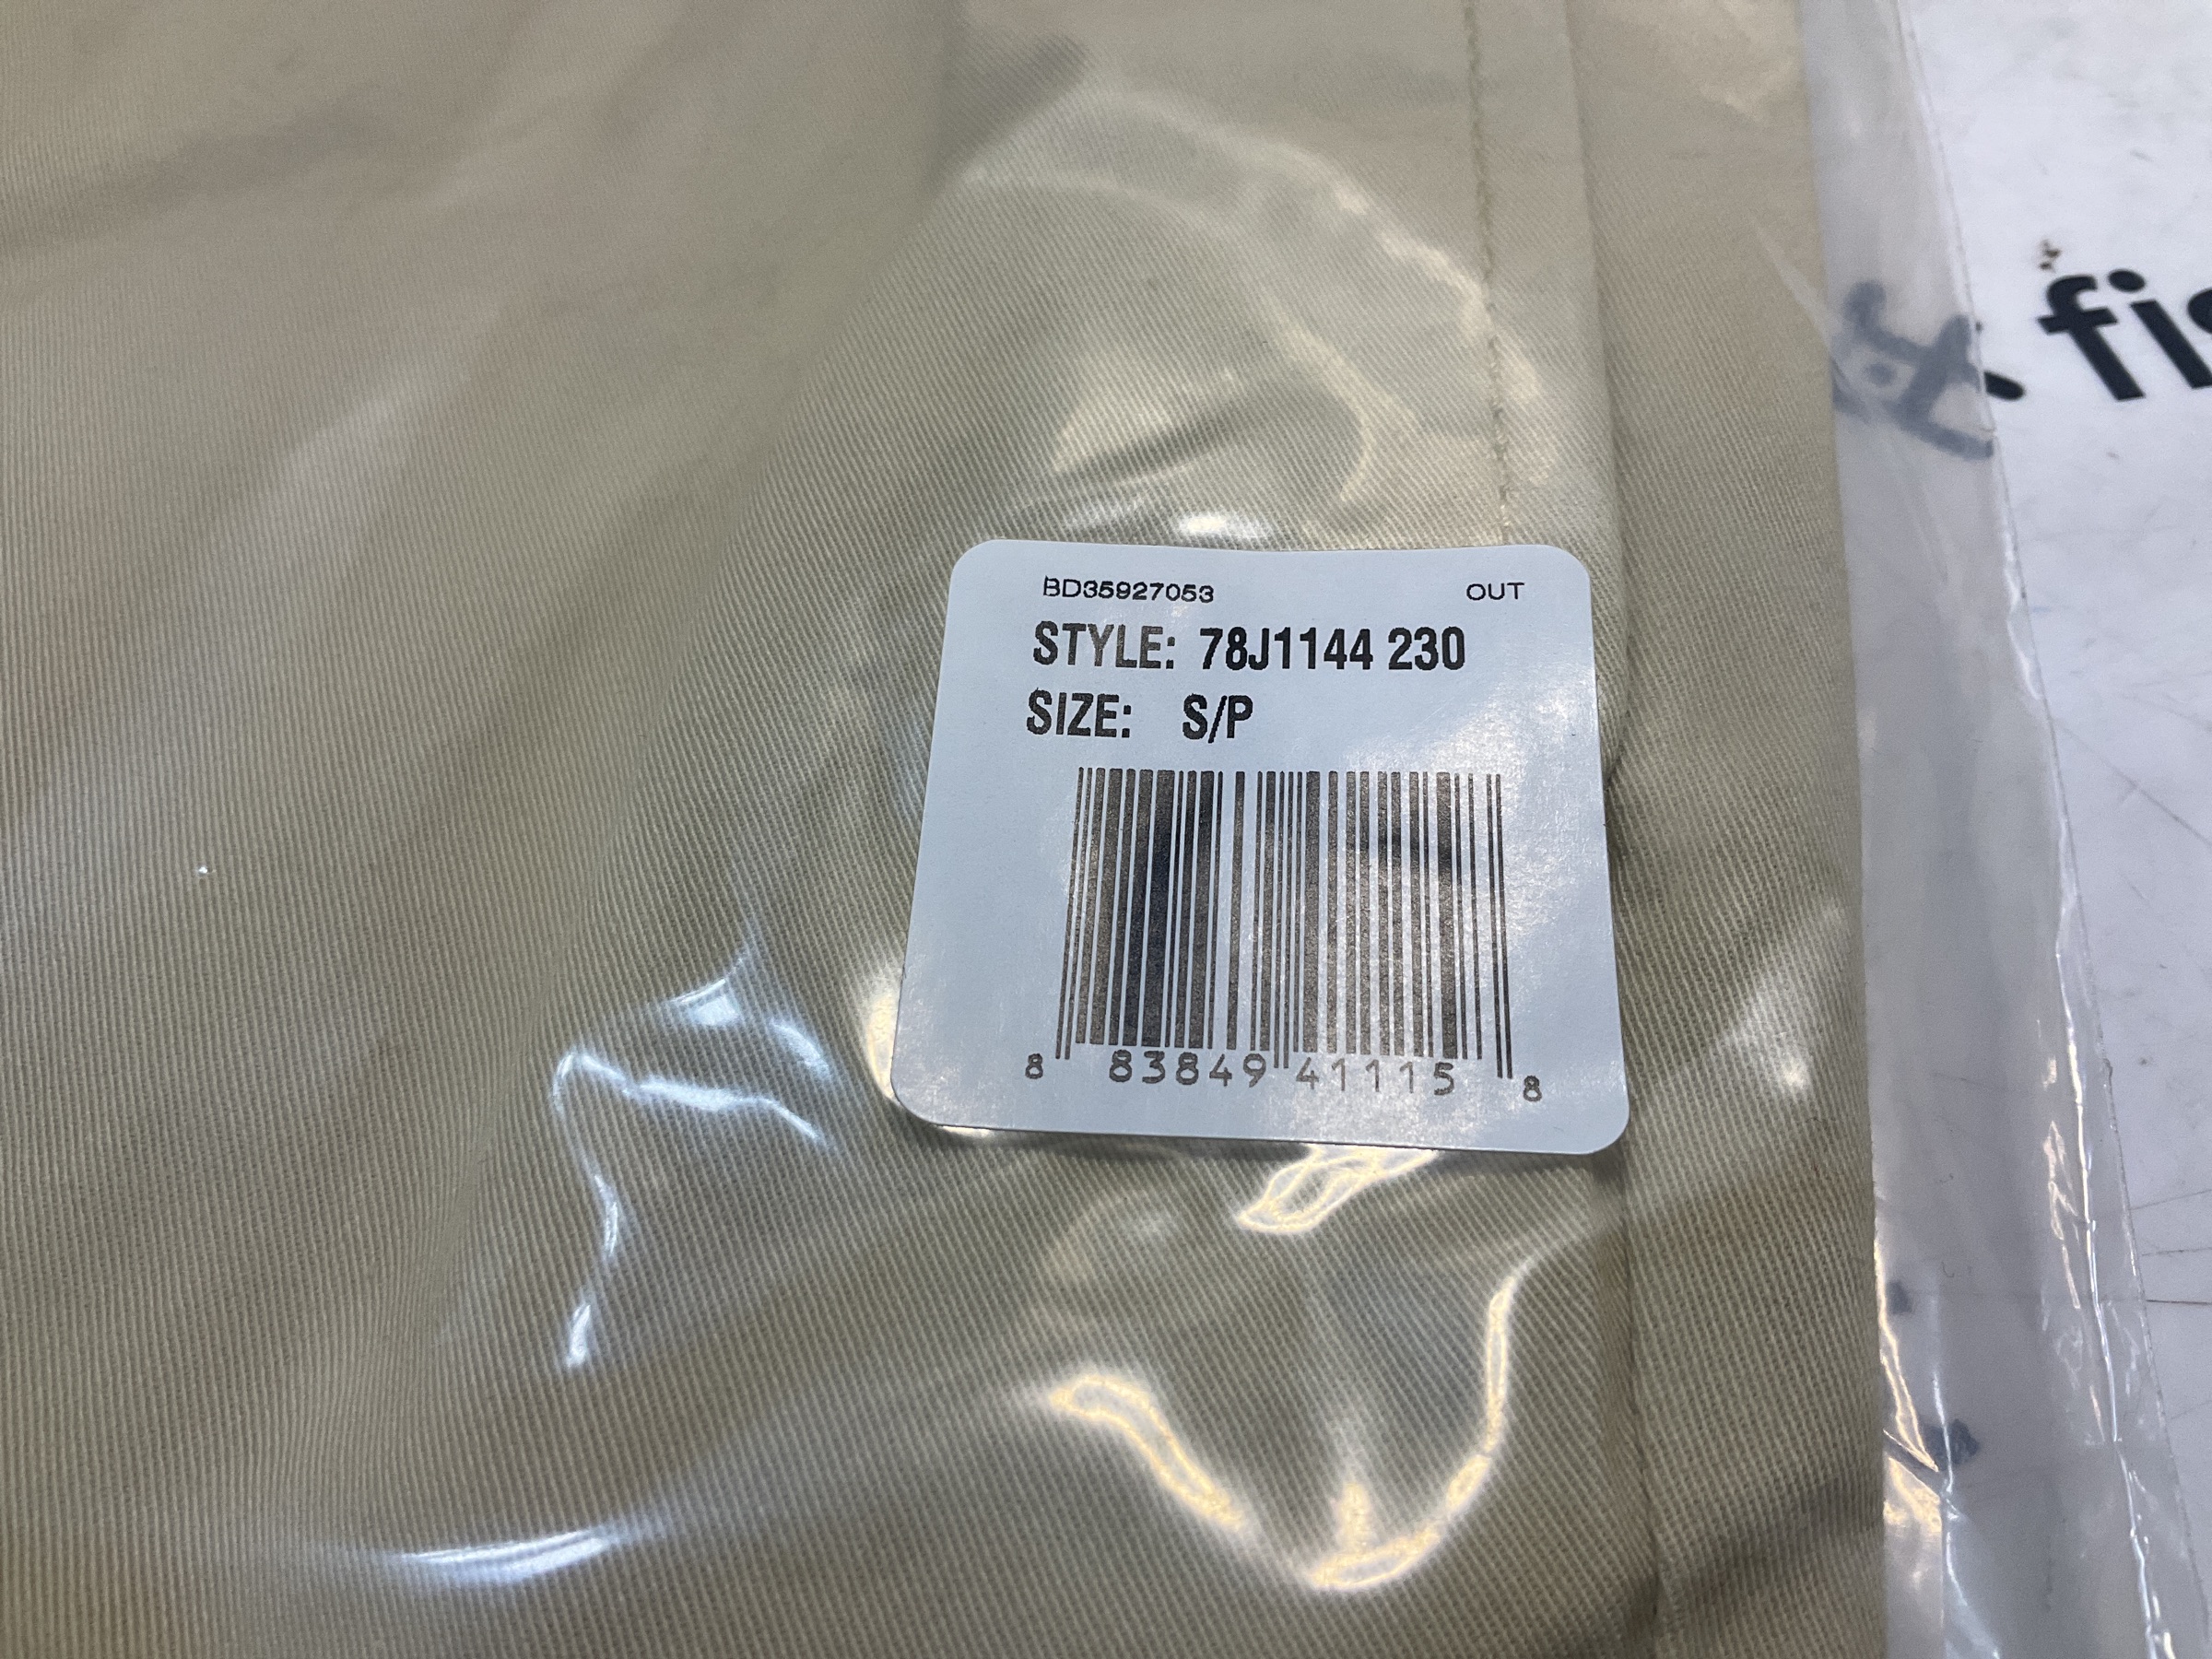 BD35927053 OUT
STYLE: 78J1144 230
SIZE: S/P
8 83849 41115 8